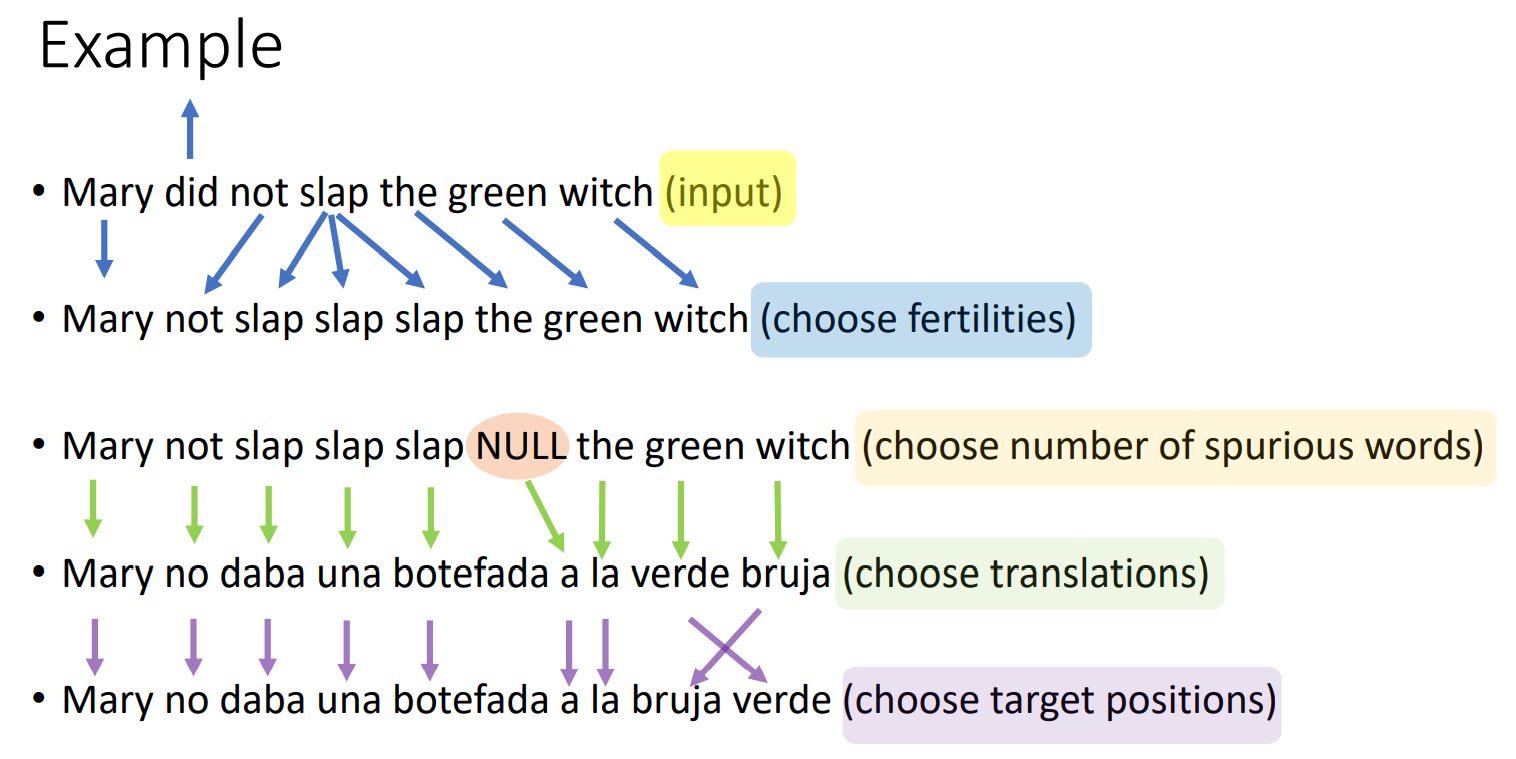 Example
• Mary did not slap the green witch (input)
• Mary not slap slap slap the green witch (choose fertilities)
• Mary not slap slap slap NULL the green witch (choose number of spurious words)
• Mary no daba una botefada a la verde bruja (choose translations)
• Mary no daba una botefada a la bruja verde (choose target positions)